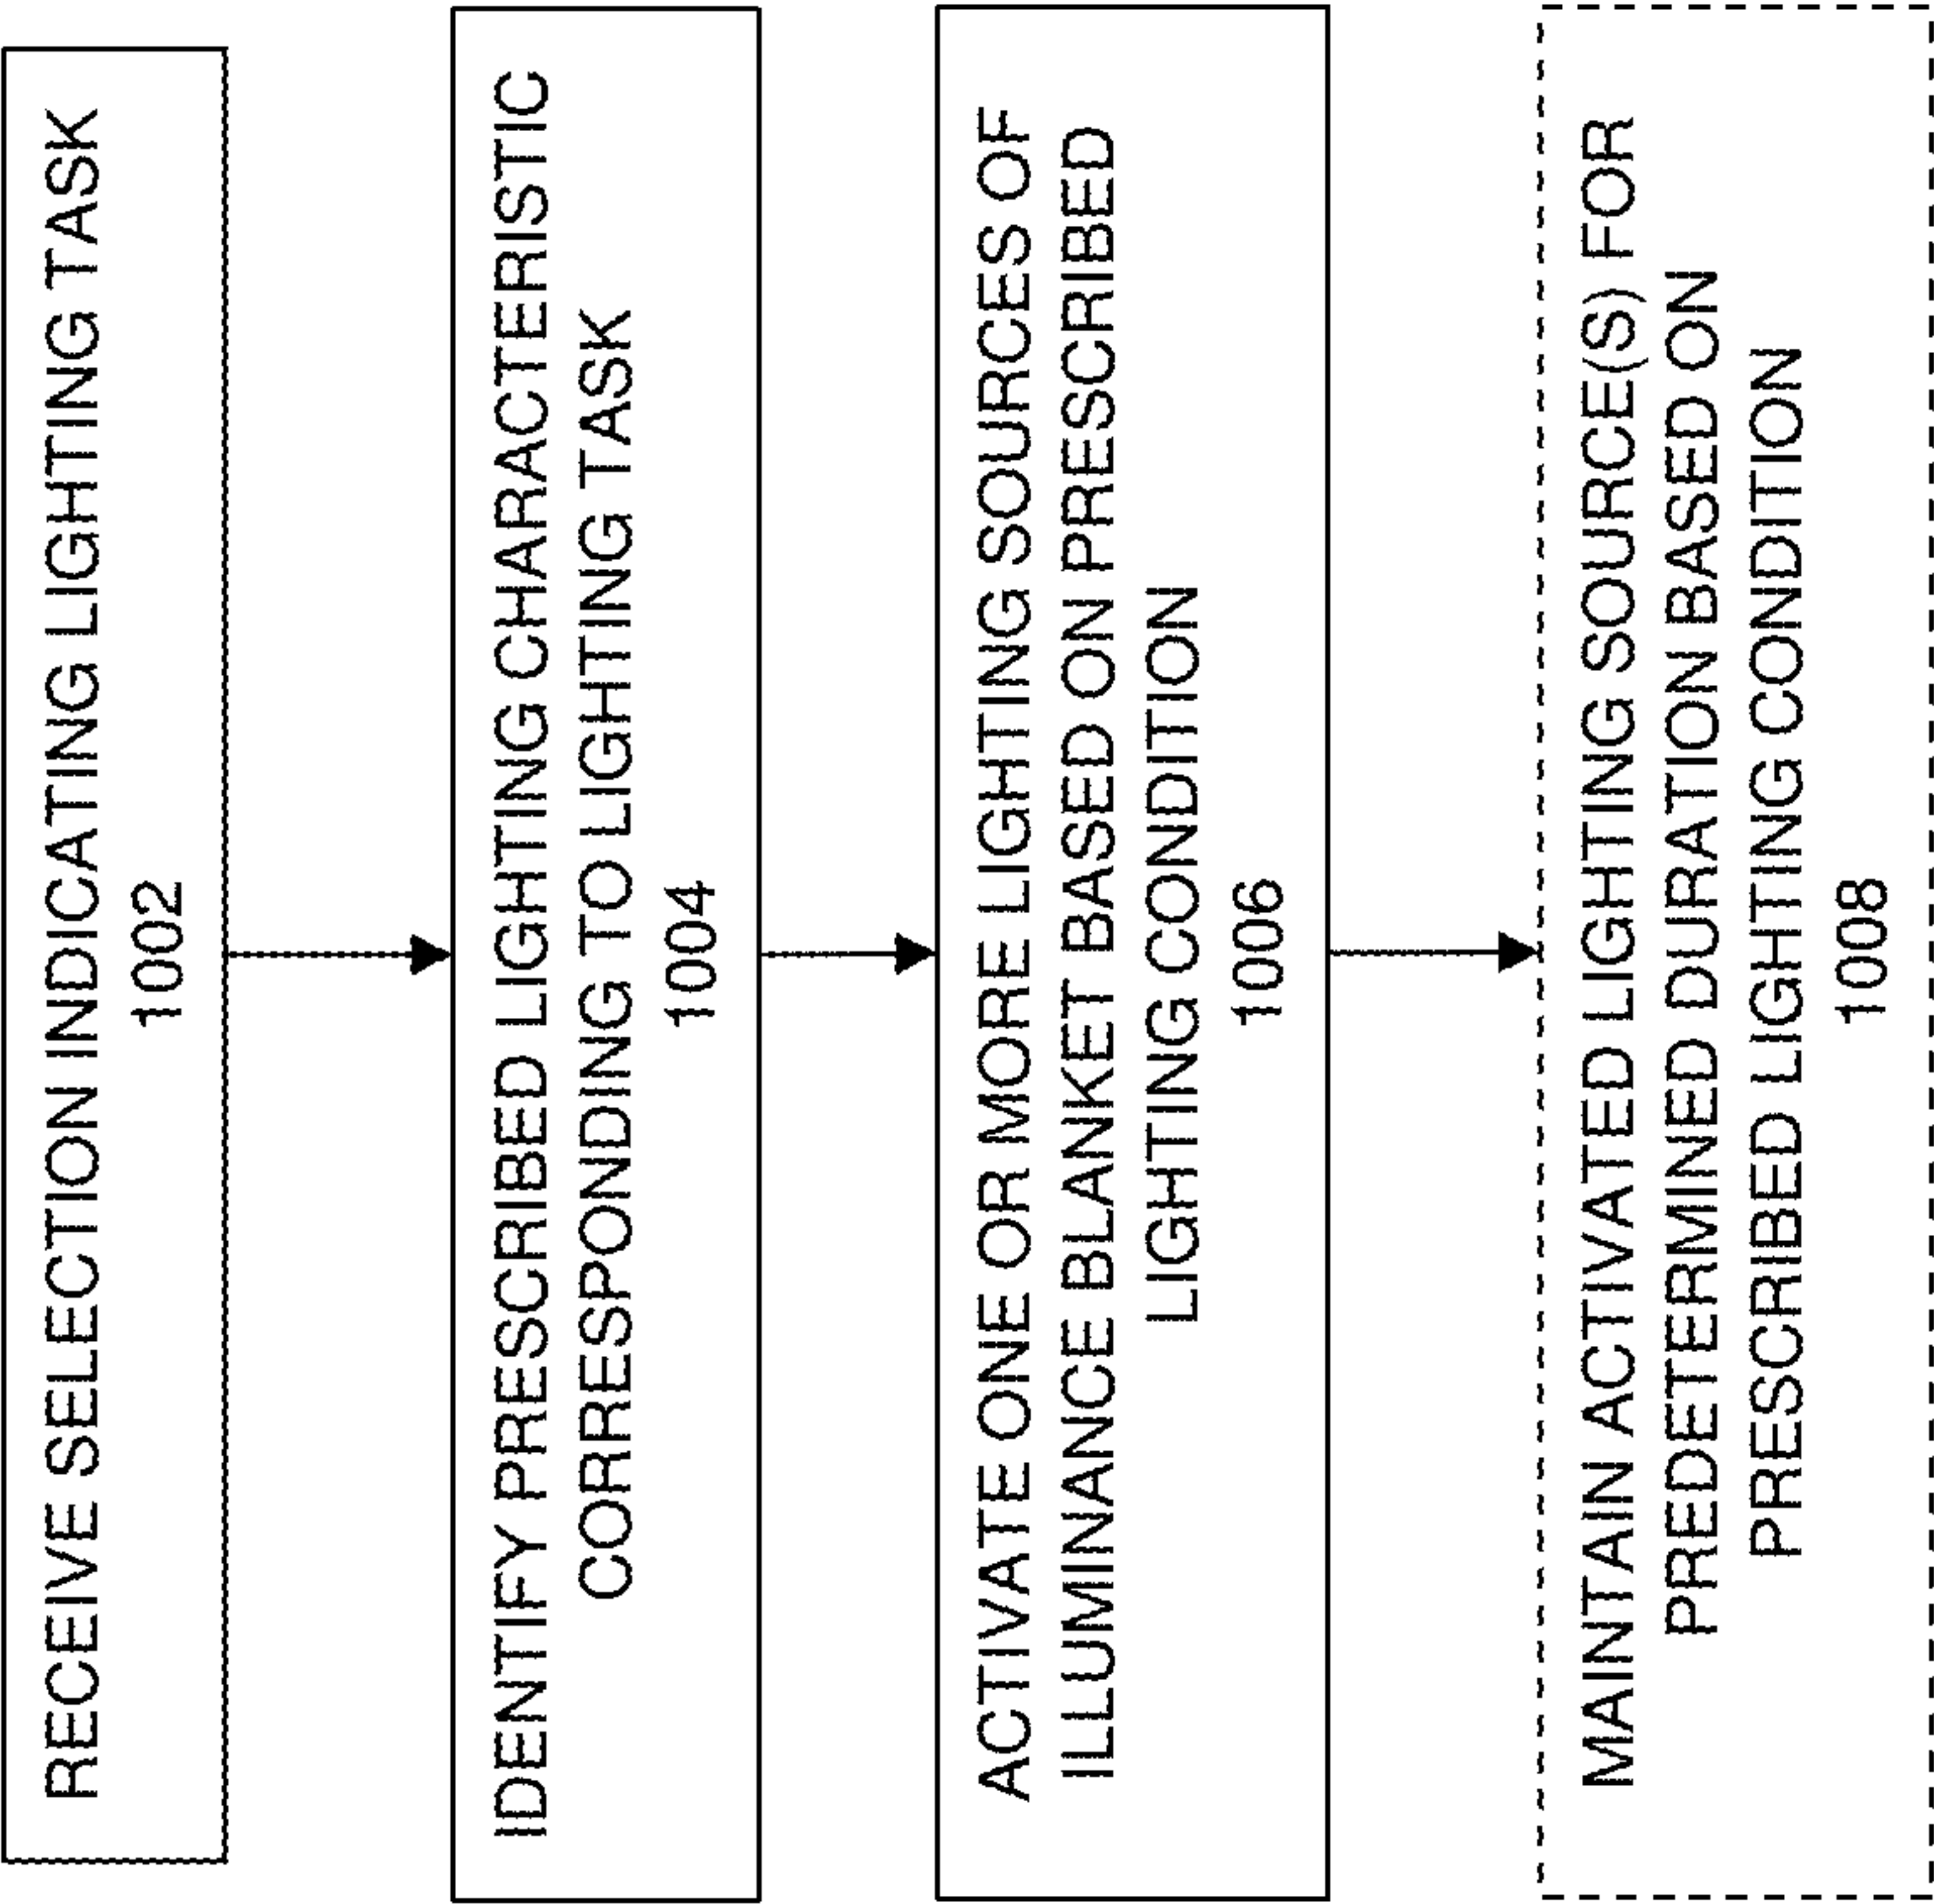 RECEIVE SELECTION INDICATING LIGHTING TASK
1002
IDENTIFY PRESCRIBED LIGHTING CHARACTERISTIC
CORRESPONDING TO LIGHTING TASK
1004
ACTIVATE ONE OR MORE LIGHTING SOURCES OF
ILLUMINANCE BLANKET BASED ON PRESCRIBED
LIGHTING CONDITION
1006
MAINTAIN ACTIVATED LIGHTING SOURCE(S) FOR
PREDETERMINED DURATION BASED ON
PRESCRIBED LIGHTING CONDITION
1008